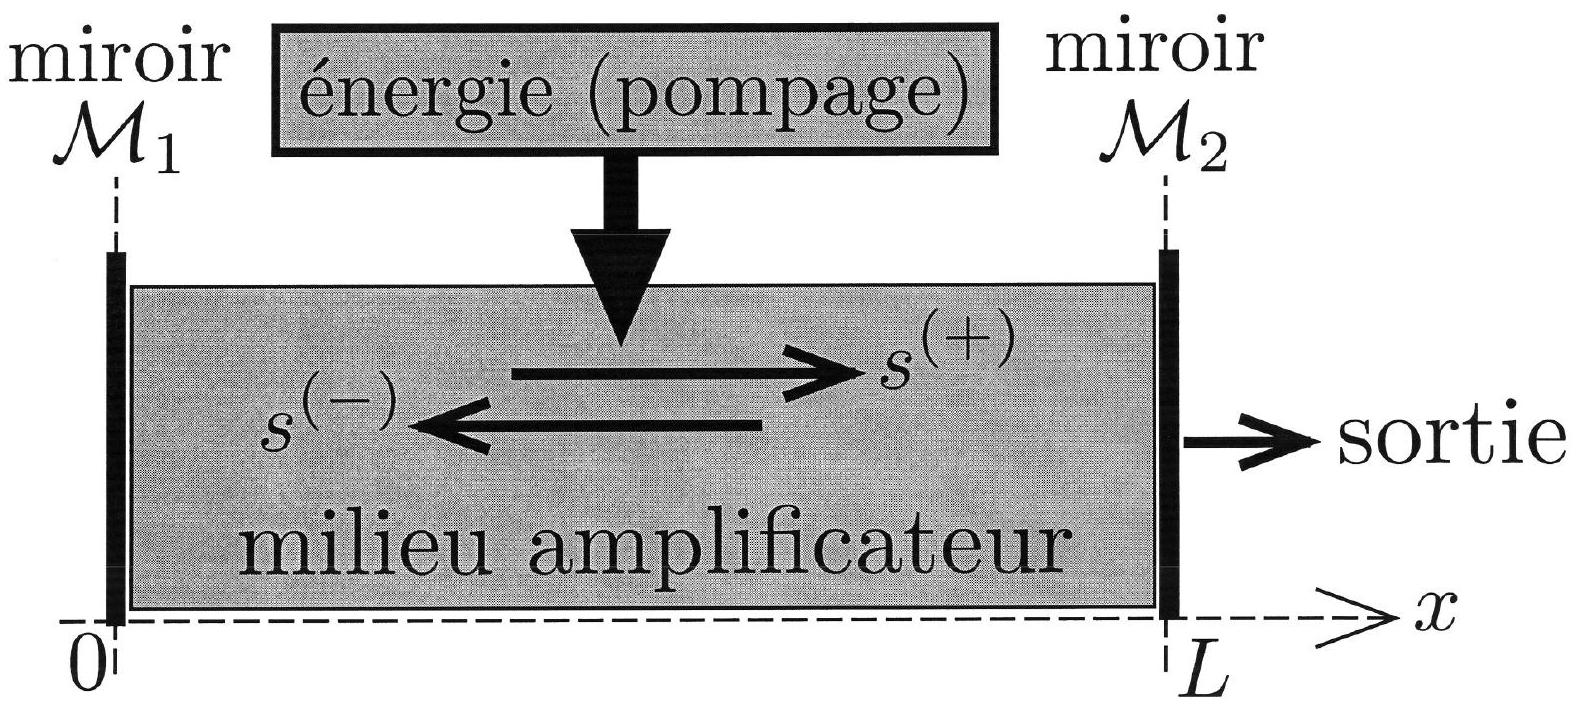 miroir
ℳ₁
énergie (pompage)
miroir
ℳ₂
s⁽⁺⁾
s⁽⁻⁾
sortie
milieu amplificateur
x
0
L